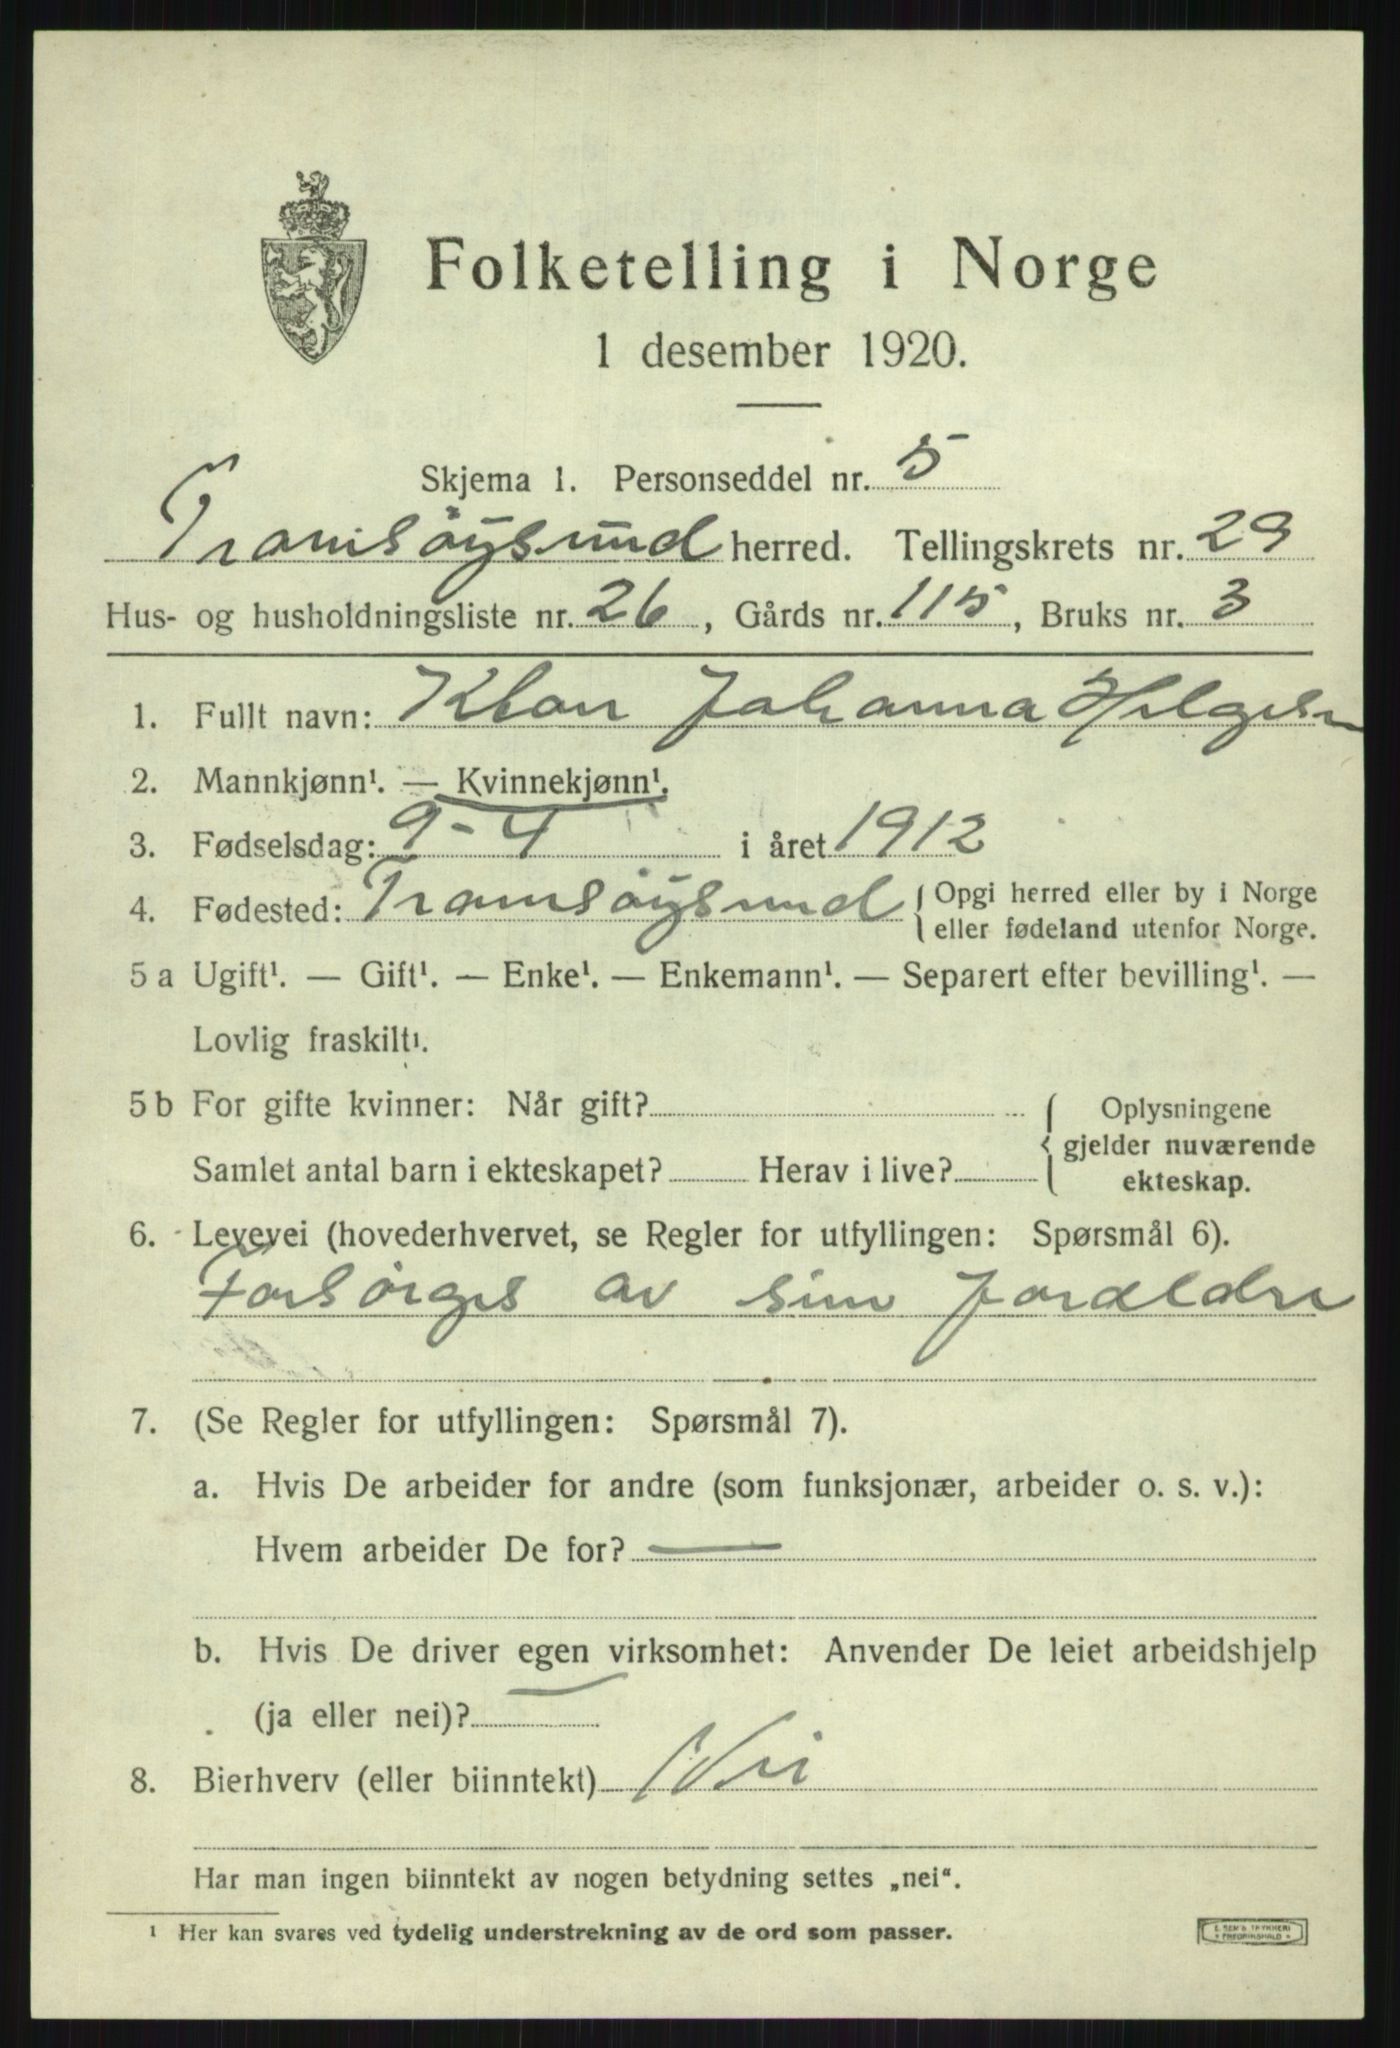 Folketelling i Norge
1 desember 1920.
Skjema 1. Personseddel nr. 5
Tromsøysund herred. Tellingskrets nr. 29
Hus- og husholdningsliste nr. 26, Gårds nr. 115, Bruks nr. 3
1. Fullt navn: Johanna Helgesen
2. Mannkjønn¹. — Kvinnekjønn¹.
3. Fødselsdag: 9-4 i året 1912
4. Fødested: Tromsöysund { Opgi herred eller by i Norge
eller fødeland utenfor Norge.
5 a Ugift¹. — Gift¹. — Enke¹. — Enkemann¹. — Separert efter bevilling¹. —
Lovlig fraskilt¹.
5 b For gifte kvinner: Når gift? { Oplysningene
gjelder nuværende
Samlet antal barn i ekteskapet? Herav i live? ekteskap.
6. Levevei (hovederhvervet, se Regler for utfyllingen: Spørsmål 6).
Forsörges av sine foraldre
7. (Se Regler for utfyllingen: Spørsmål 7).
a. Hvis De arbeider for andre (som funksjonær, arbeider o. s. v.):
Hvem arbeider De for? —
b. Hvis De driver egen virksomhet: Anvender De leiet arbeidshjelp
(ja eller nei)? —
8. Bierhverv (eller biinntekt) Nei
Har man ingen biinntekt av nogen betydning settes „nei“.
¹ Her kan svares ved tydelig understrekning av de ord som passer.